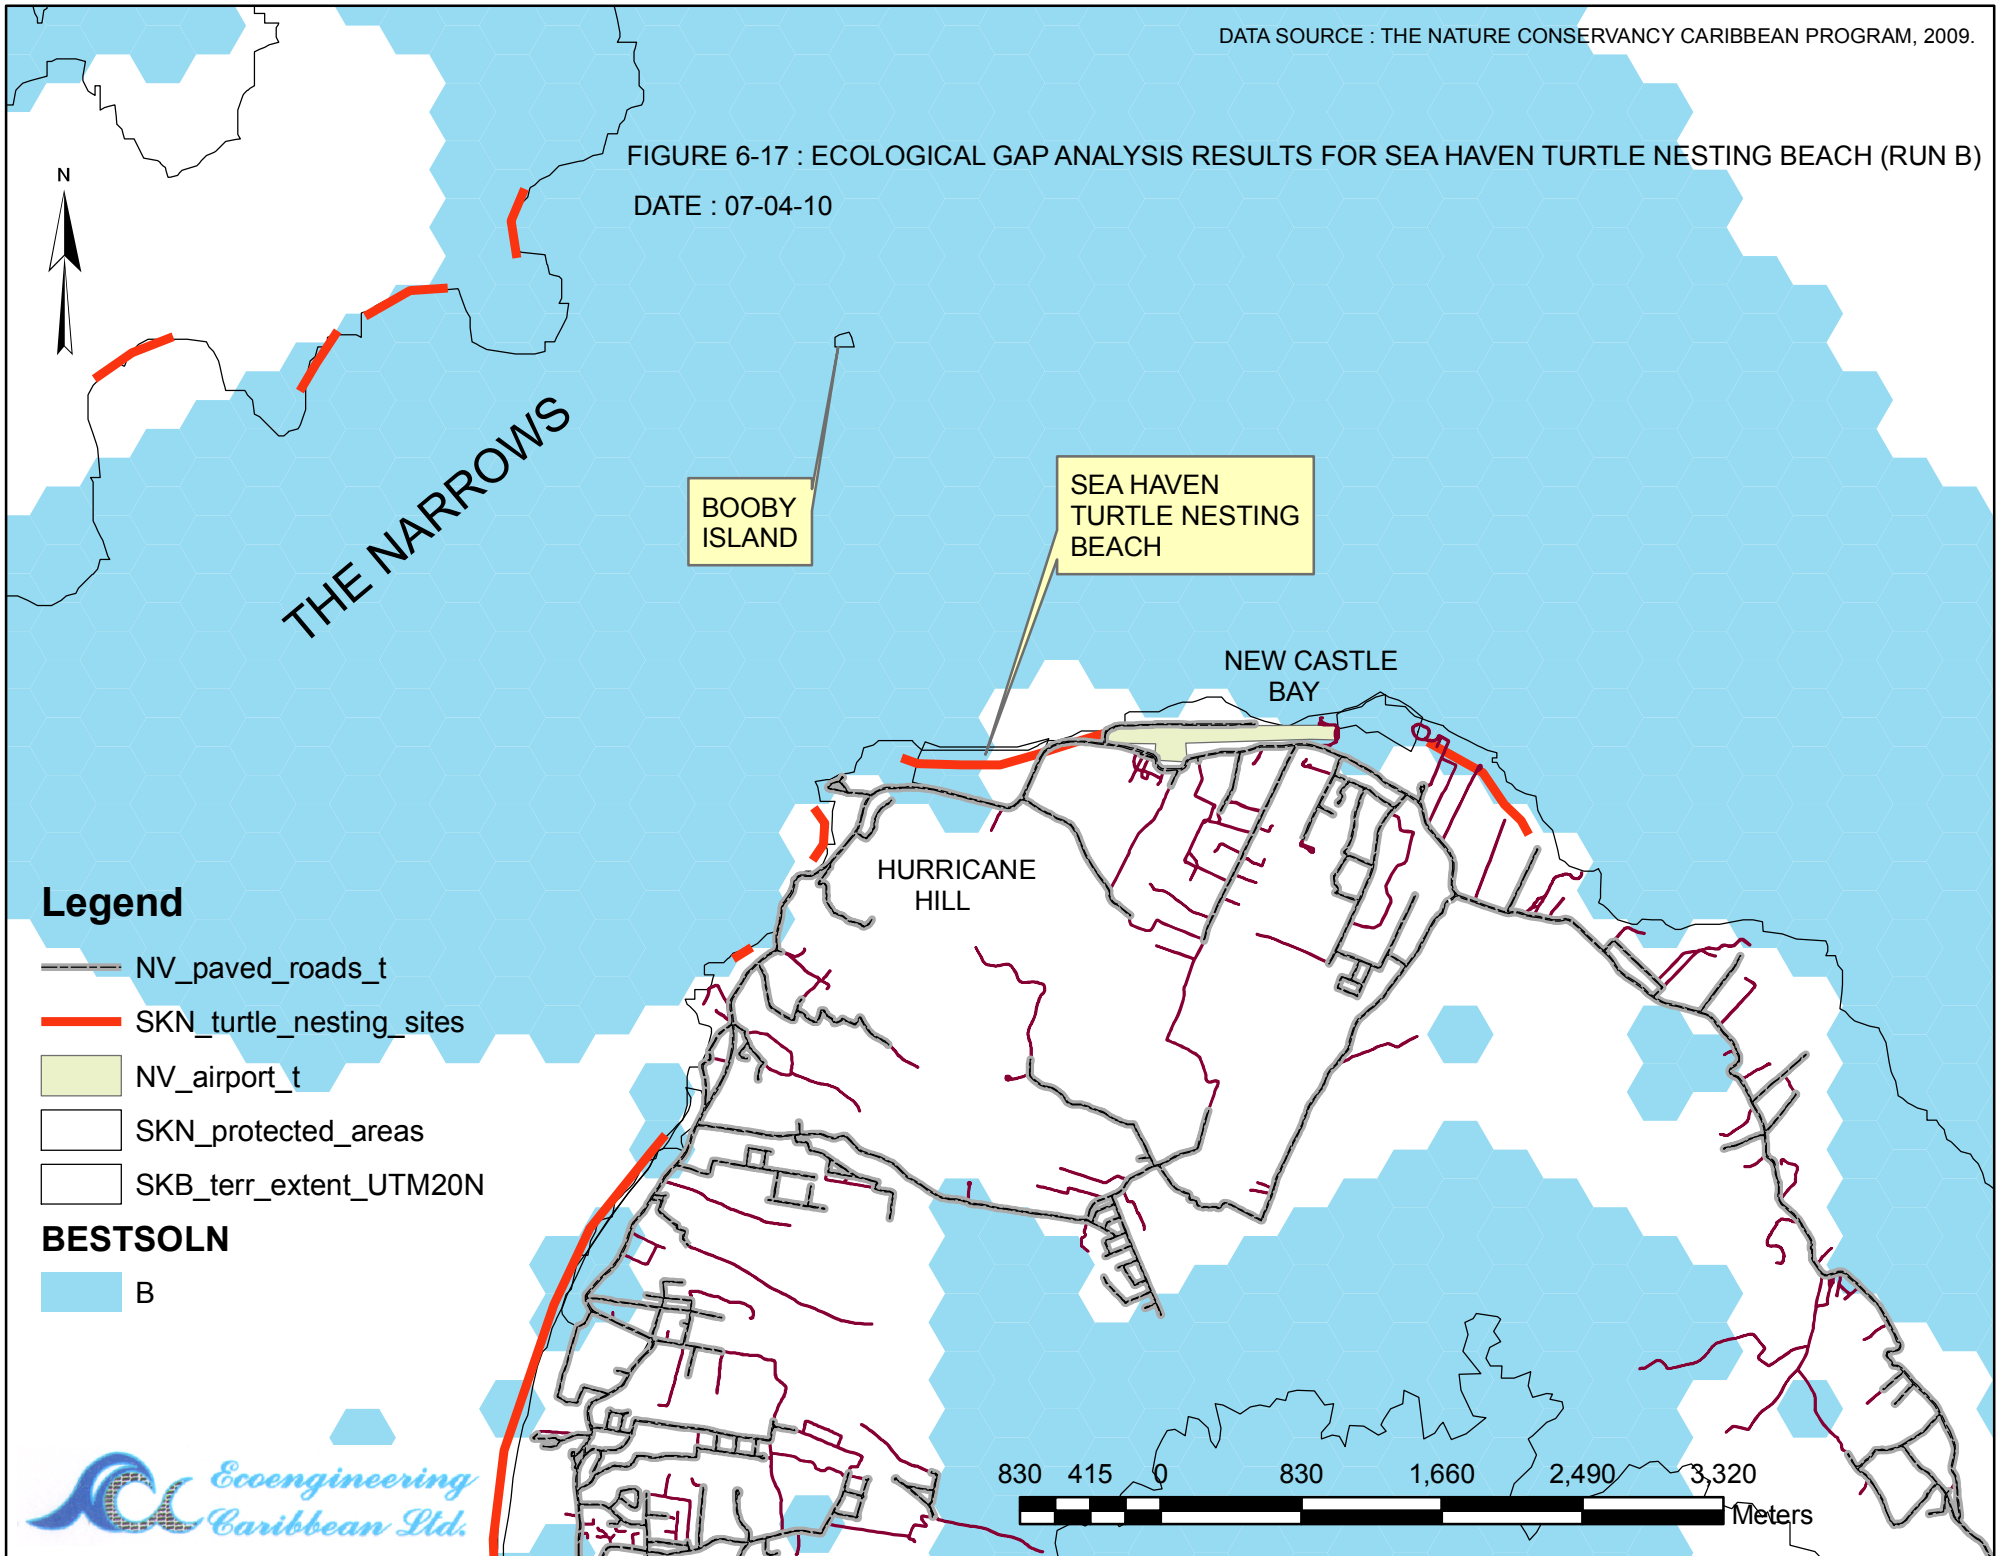 DATA SOURCE : THE NATURE CONSERVANCY CARIBBEAN PROGRAM, 2009.
FIGURE 6-17 : ECOLOGICAL GAP ANALYSIS RESULTS FOR SEA HAVEN TURTLE NESTING BEACH (RUN B)
DATE : 07-04-10
N
THE NARROWS
BOOBY
ISLAND
SEA HAVEN
TURTLE NESTING
BEACH
NEW CASTLE
BAY
HURRICANE
HILL
Legend
NV_paved_roads_t
SKN_turtle_nesting_sites
NV_airport_t
SKN_protected_areas
SKB_terr_extent_UTM20N
BESTSOLN
B
Ecoengineering
Caribbean Ltd.
830 415 0 830 1,660 2,490 3,320
Meters